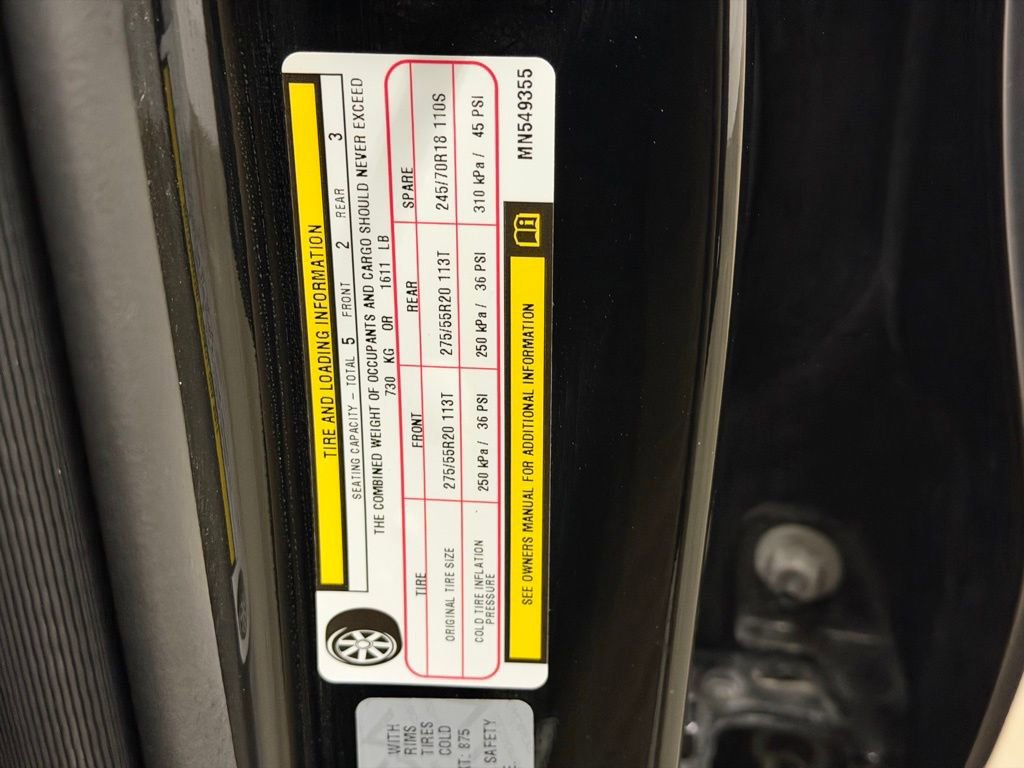 TIRE AND LOADING INFORMATION
SEATING CAPACITY – TOTAL 5 FRONT 2 REAR 3
THE COMBINED WEIGHT OF OCCUPANTS AND CARGO SHOULD NEVER EXCEED
730 KG OR 1611 LB
TIRE FRONT REAR SPARE
ORIGINAL TIRE SIZE 275/55R20 113T 275/55R20 113T 245/70R18 110S
COLD TIRE INFLATION PRESSURE 250 kPa / 36 PSI 250 kPa / 36 PSI 310 kPa / 45 PSI
SEE OWNERS MANUAL FOR ADDITIONAL INFORMATION
MN549355
WITH
RIMS
TIRES
COLD
T: 875
SAFETY